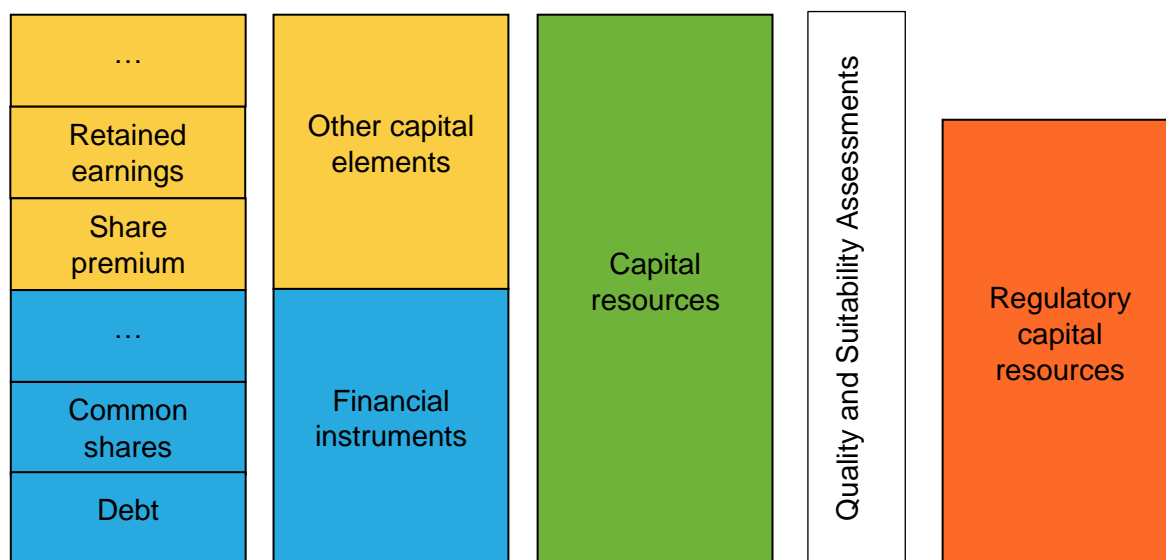 …
Retained
earnings
Share
premium
…
Common
shares
Debt
Other capital
elements
Financial
instruments
Capital
resources
Quality and Suitability Assessments
Regulatory
capital
resources